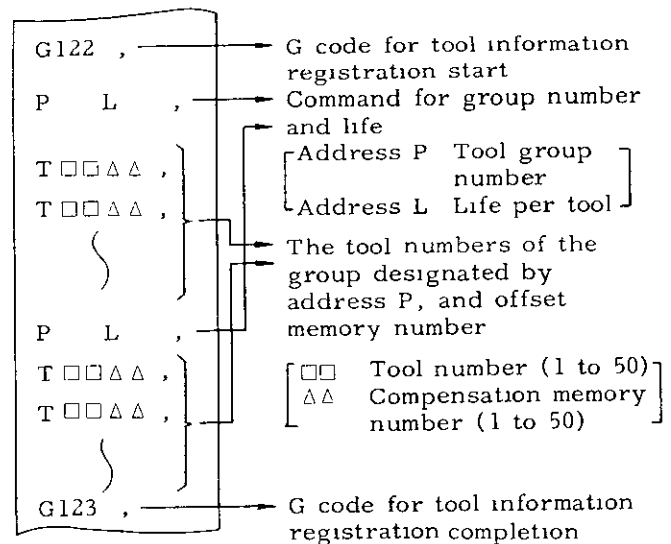 G122 , G code for tool information
registration start
P L , Command for group number
and life
Address P Tool group
number
Address L Life per tool
T□□△△ ,
T□□△△ ,
The tool numbers of the
group designated by
address P, and offset
memory number
P L ,
T□□△△ ,
T□□△△ ,
□□ Tool number (1 to 50)
△△ Compensation memory
number (1 to 50)
G123 , G code for tool information
registration completion